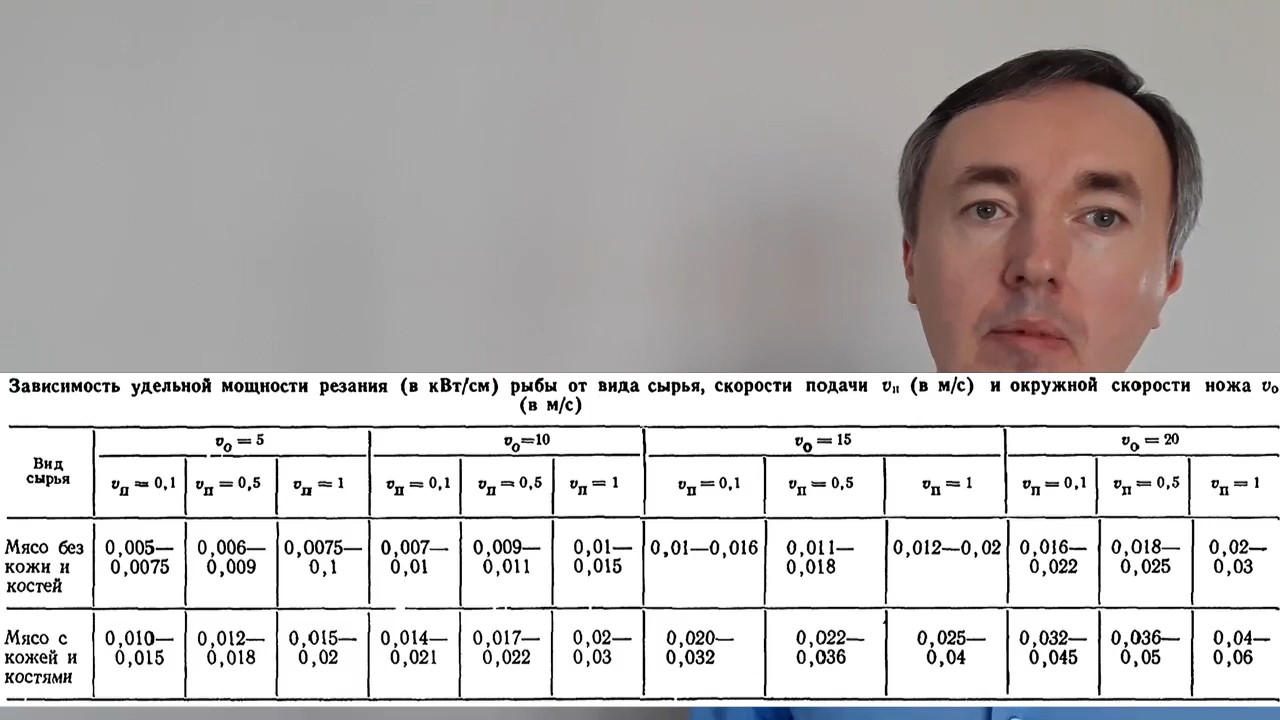 Зависимость удельной мощности резания (в кВт/см) рыбы от вида сырья, скорости подачи vп (в м/с) и окружной скорости ножа vо
(в м/с)
Вид сырья | vо = 5 | vо=10 | vо = 15 | vо = 20
vп = 0,1 | vп = 0,5 | vп = 1 | vп = 0,1 | vп = 0,5 | vп = 1 | vп = 0,1 | vп = 0,5 | vп = 1 | vп = 0,1 | vп = 0,5 | vп = 1
Мясо без | 0,005— | 0,006— | 0,0075— | 0,007— | 0,009— | 0,01— | 0,01—0,016 | 0,011— | 0,012—0,02 | 0,016— | 0,018— | 0,02—
кожи и | 0,0075 | 0,009 | 0,1 | 0,01 | 0,011 | 0,015 | 0,018 | 0,022 | 0,025 | 0,03
костей
Мясо с | 0,010— | 0,012— | 0,015— | 0,014— | 0,017— | 0,02— | 0,020— | 0,022— | 0,025— | 0,032— | 0,036— | 0,04—
кожей и | 0,015 | 0,018 | 0,02 | 0,021 | 0,022 | 0,03 | 0,032 | 0,036 | 0,04 | 0,045 | 0,05 | 0,06
костями